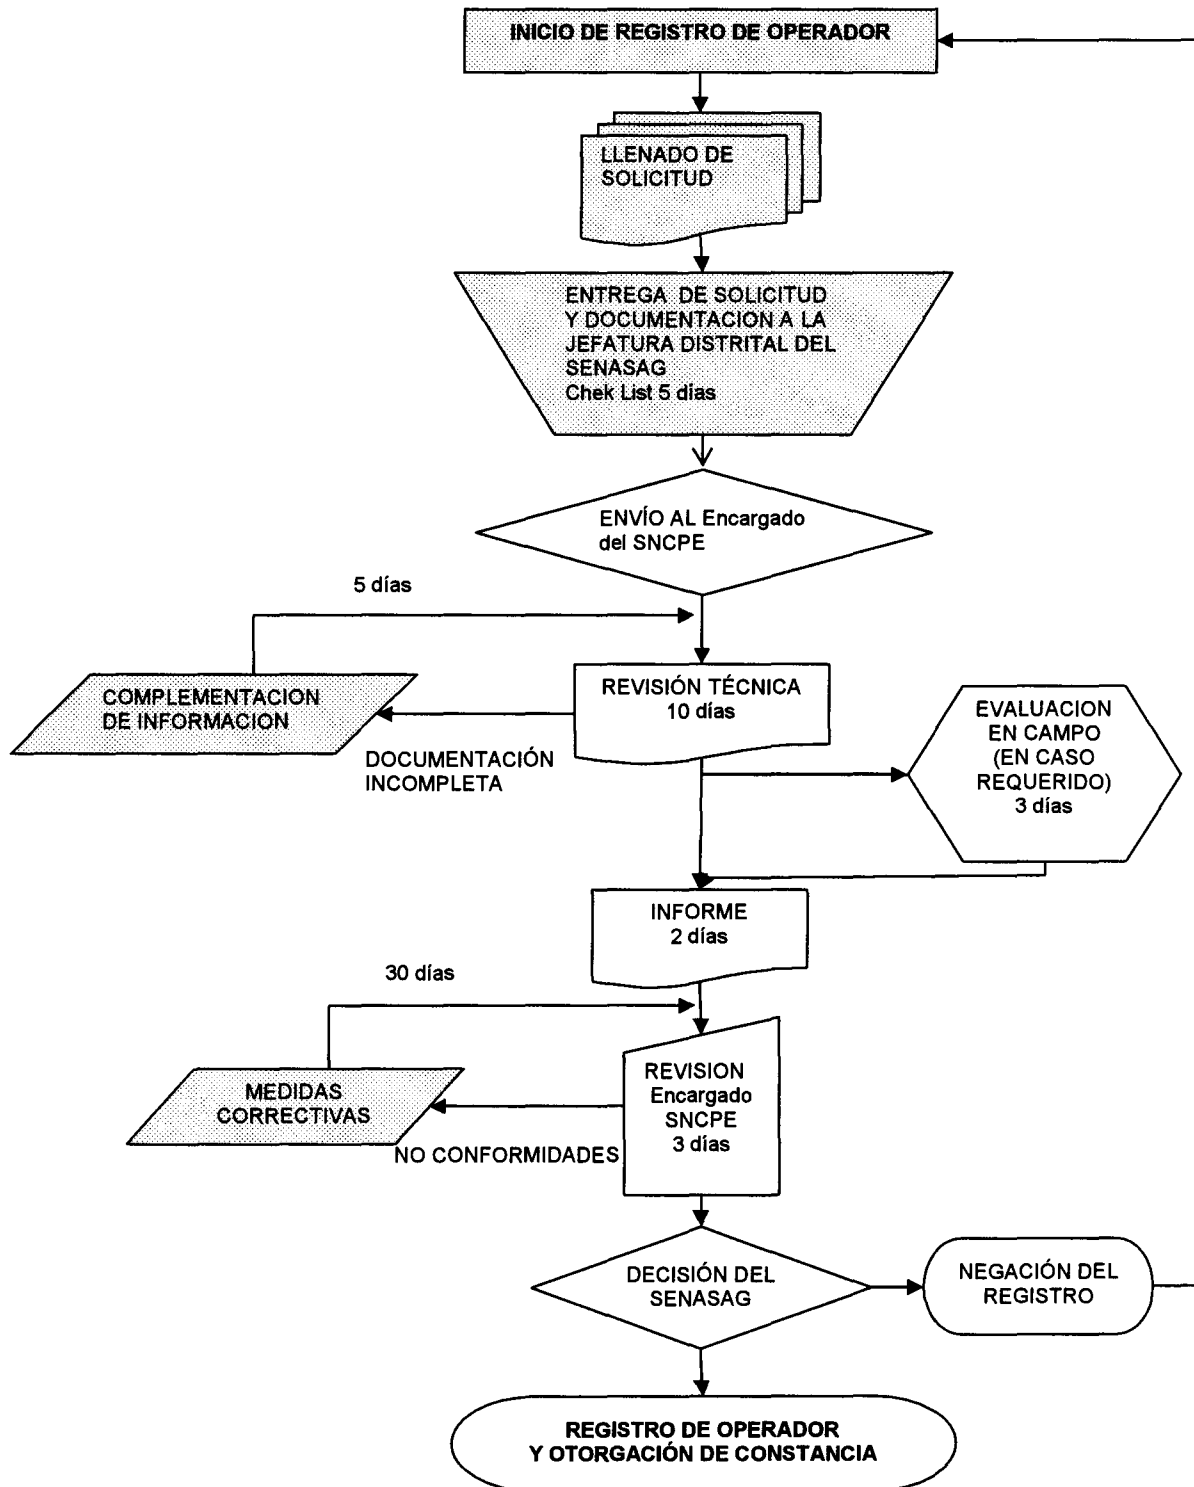 INICIO DE REGISTRO DE OPERADOR
LLENADO DE
SOLICITUD
ENTREGA DE SOLICITUD
Y DOCUMENTACION A LA
JEFATURA DISTRITAL DEL
SENASAG
Chek List 5 días
ENVÍO AL Encargado
del SNCPE
5 días
COMPLEMENTACION
DE INFORMACION
REVISIÓN TÉCNICA
10 días
DOCUMENTACIÓN
INCOMPLETA
EVALUACION
EN CAMPO
(EN CASO
REQUERIDO)
3 días
INFORME
2 días
30 días
MEDIDAS
CORRECTIVAS
REVISION
Encargado
SNCPE
3 días
NO CONFORMIDADES
DECISIÓN DEL
SENASAG
NEGACIÓN DEL
REGISTRO
REGISTRO DE OPERADOR
Y OTORGACIÓN DE CONSTANCIA